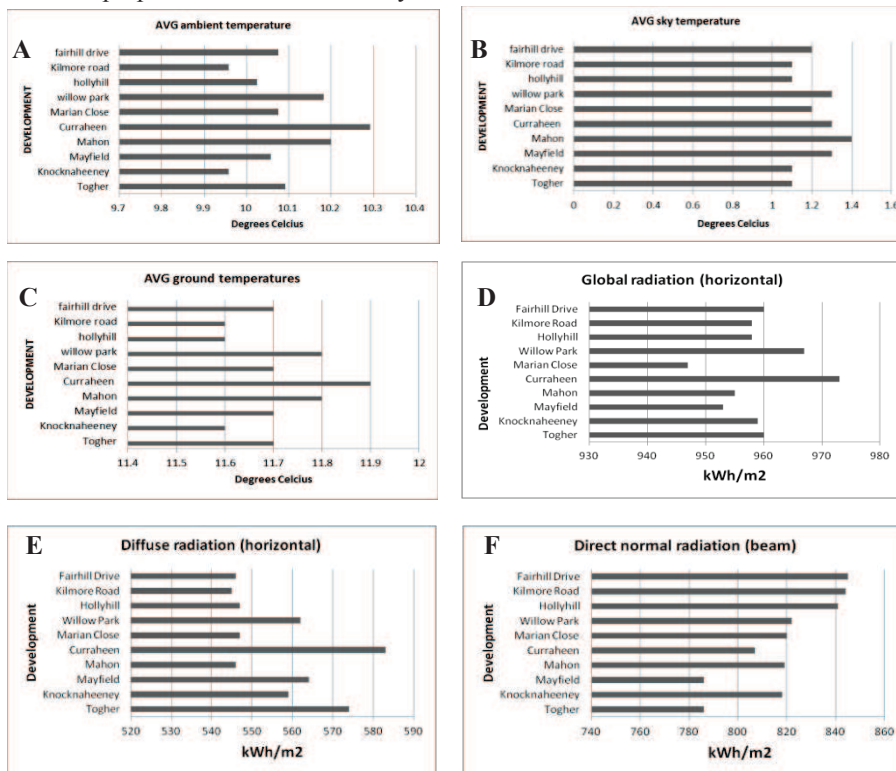 A
AVG ambient temperature
DEVELOPMENT
fairhill drive
Kilmore road
hollyhill
willow park
Marian Close
Curraheen
Mahon
Mayfield
Knocknaheeney
Togher
9.7 9.8 9.9 10 10.1 10.2 10.3 10.4
Degrees Celcius
B
AVG sky temperature
DEVELOPMENT
fairhill drive
Kilmore road
hollyhill
willow park
Marian Close
Curraheen
Mahon
Mayfield
Knocknaheeney
Togher
0 0.2 0.4 0.6 0.8 1 1.2 1.4 1.6
Degrees Celcius
C
AVG ground temperatures
DEVELOPMENT
fairhill drive
Kilmore road
hollyhill
willow park
Marian Close
Curraheen
Mahon
Mayfield
Knocknaheeney
Togher
11.4 11.5 11.6 11.7 11.8 11.9 12
Degrees Celcius
D
Global radiation (horizontal)
Development
Fairhill Drive
Kilmore Road
Hollyhill
Willow Park
Marian Close
Curraheen
Mahon
Mayfield
Knocknaheeney
Togher
930 940 950 960 970 980
kWh/m2
E
Diffuse radiation (horizontal)
Development
Fairhill Drive
Kilmore Road
Hollyhill
Willow Park
Marian Close
Curraheen
Mahon
Mayfield
Knocknaheeney
Togher
520 530 540 550 560 570 580 590
kWh/m2
F
Direct normal radiation (beam)
Development
Fairhill Drive
Kilmore Road
Hollyhill
Willow Park
Marian Close
Curraheen
Mahon
Mayfield
Knocknaheeney
Togher
740 760 780 800 820 840 860
kWh/m2